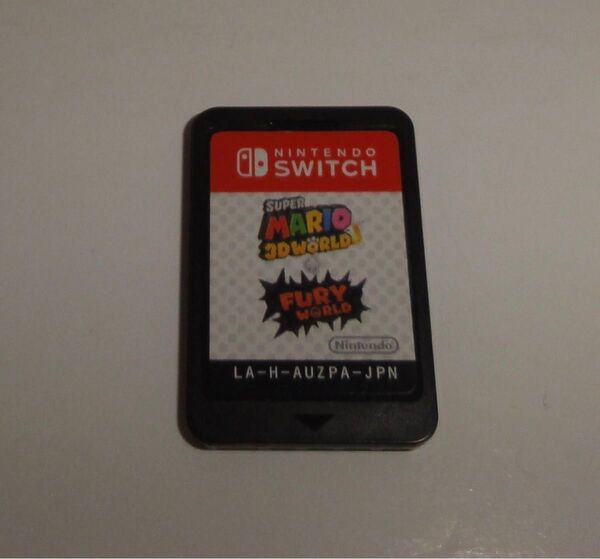 NINTENDO
SWITCH
SUPER
MARIO
3D WORLD
FURY
WORLD
Nintendo
LA-H-AUZPA-JPN